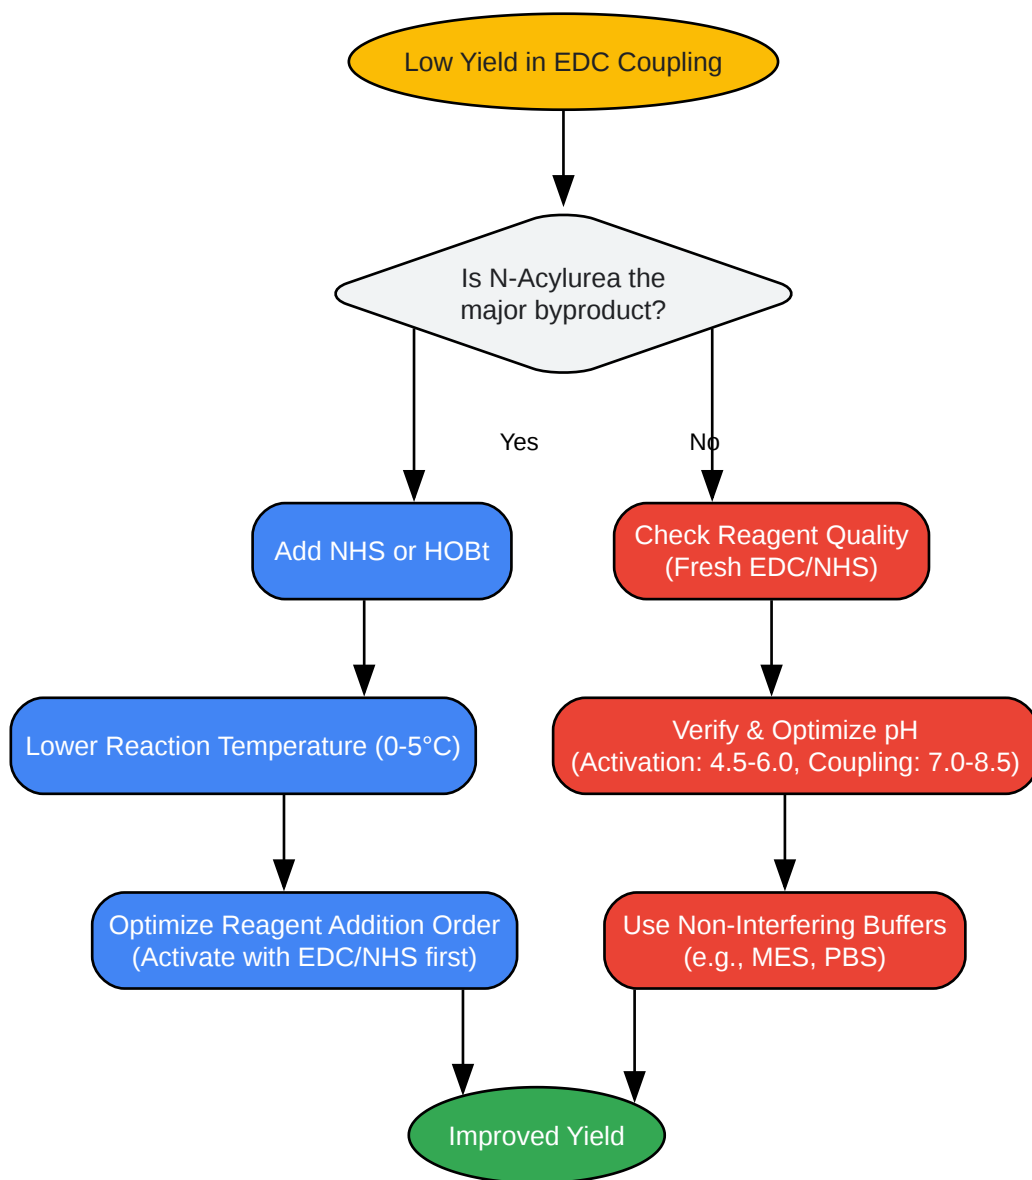 Low Yield in EDC Coupling
Is N-Acylurea the
major byproduct?
Yes
No
Add NHS or HOBt
Check Reagent Quality
(Fresh EDC/NHS)
Lower Reaction Temperature (0-5°C)
Verify & Optimize pH
(Activation: 4.5-6.0, Coupling: 7.0-8.5)
Optimize Reagent Addition Order
(Activate with EDC/NHS first)
Use Non-Interfering Buffers
(e.g., MES, PBS)
Improved Yield